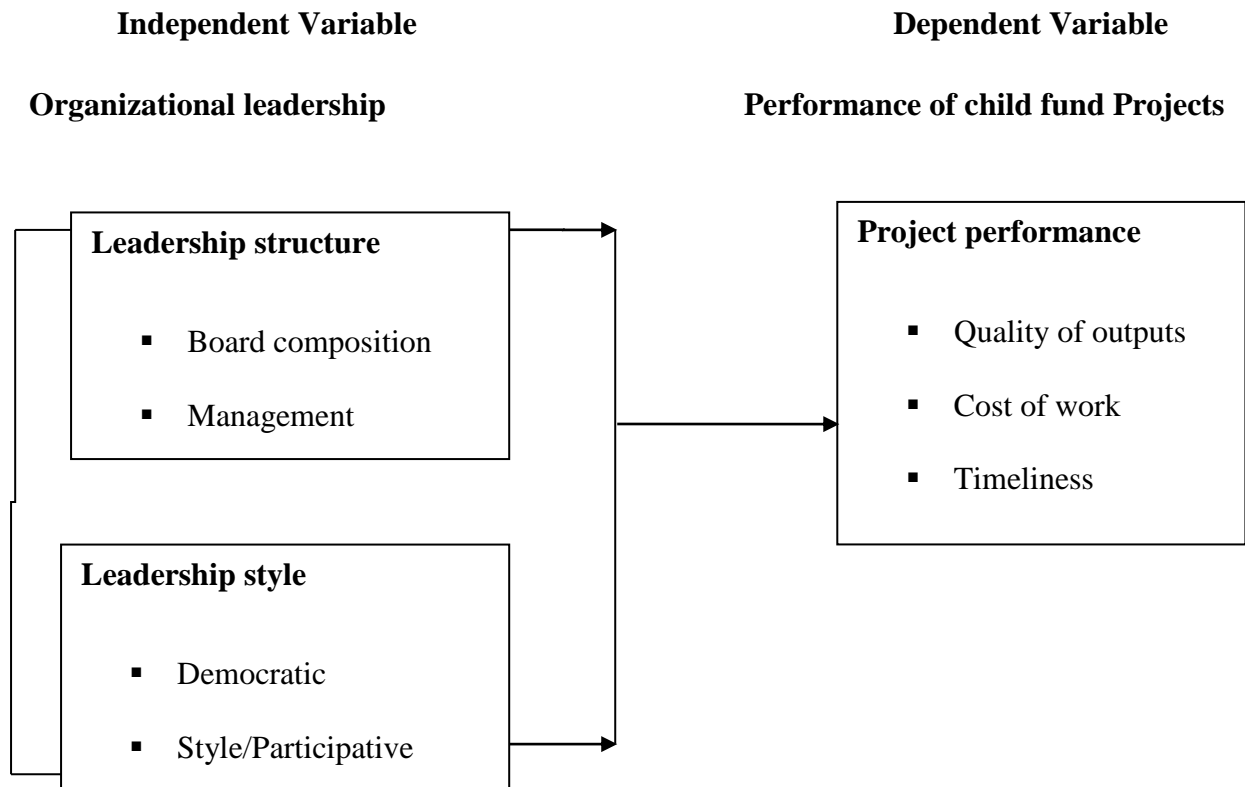 Independent Variable
Dependent Variable
Organizational leadership
Performance of child fund Projects
Leadership structure
▪ Board composition
▪ Management
Leadership style
▪ Democratic
▪ Style/Participative
Project performance
▪ Quality of outputs
▪ Cost of work
▪ Timeliness